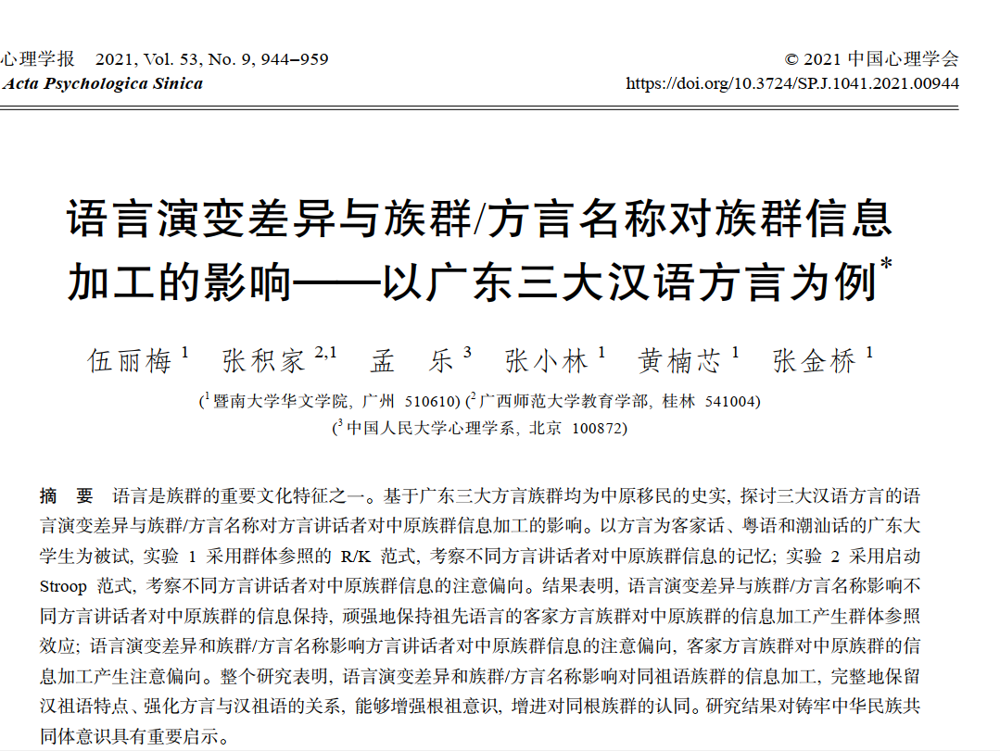 心理学报 2021, Vol. 53, No. 9, 944−959
© 2021 中国心理学会
Acta Psychologica Sinica
https://doi.org/10.3724/SP.J.1041.2021.00944
语言演变差异与族群/方言名称对族群信息
加工的影响——以广东三大汉语方言为例*
伍丽梅 1 张积家 2,1 孟 乐 3 张小林 1 黄楠芯 1 张金桥 1
(1 暨南大学华文学院, 广州 510610) (2 广西师范大学教育学部, 桂林 541004)
(3 中国人民大学心理学系, 北京 100872)
摘 要 语言是族群的重要文化特征之一。基于广东三大方言族群均为中原移民的史实, 探讨三大汉语方言的语
言演变差异与族群/方言名称对方言讲话者对中原族群信息加工的影响。以方言为客家话、粤语和潮汕话的广东大
学生为被试, 实验 1 采用群体参照的 R/K 范式, 考察不同方言讲话者对中原族群信息的记忆; 实验 2 采用启动
Stroop 范式, 考察不同方言讲话者对中原族群信息的注意偏向。结果表明, 语言演变差异与族群/方言名称影响不
同方言讲话者对中原族群的信息保持, 顽强地保持祖先语言的客家方言族群对中原族群的信息加工产生群体参照
效应; 语言演变差异和族群/方言名称影响方言讲话者对中原族群信息的注意偏向, 客家方言族群对中原族群的信
息加工产生注意偏向。整个研究表明, 语言演变差异和族群/方言名称影响对同祖语族群的信息加工, 完整地保留
汉祖语特点、强化方言与汉祖语的关系, 能够增强根祖意识, 增进对同根族群的认同。研究结果对铸牢中华民族共
同体意识具有重要启示。